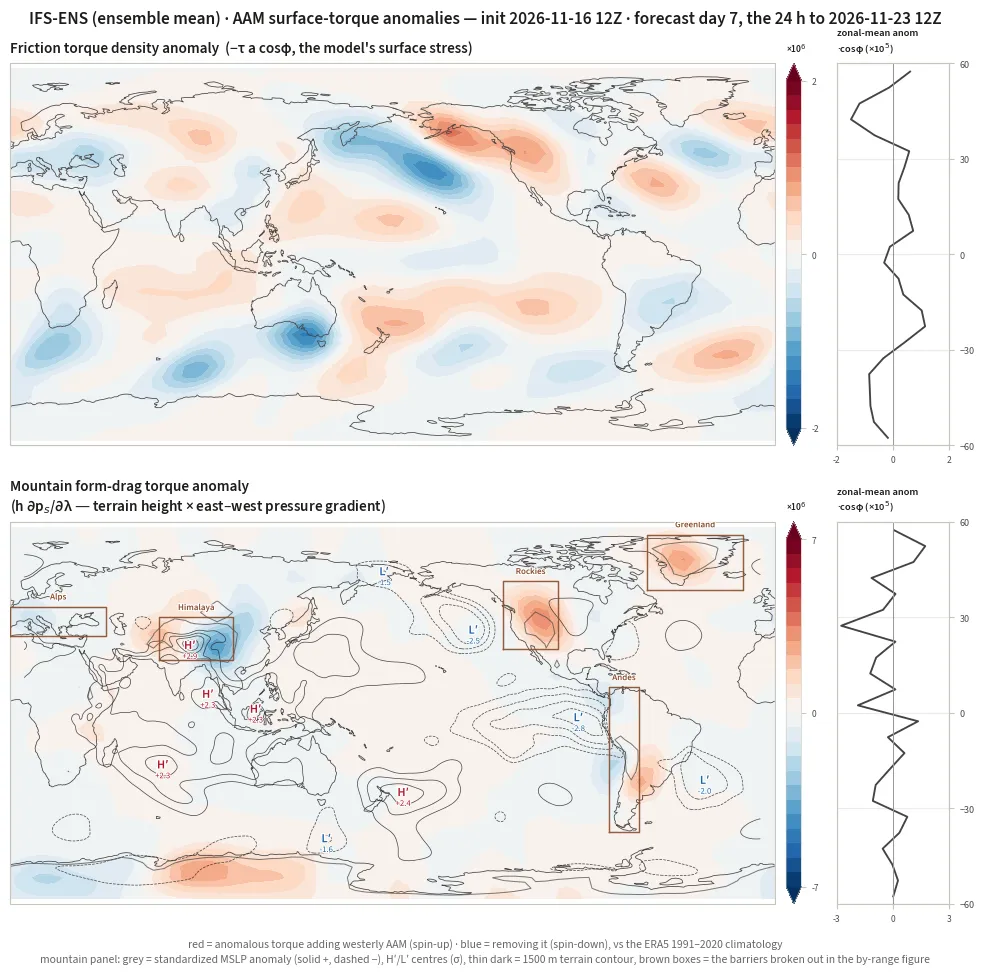 IFS-ENS (ensemble mean) · AAM surface-torque anomalies — init 2026-11-16 12Z · forecast day 7, the 24 h to 2026-11-23 12Z
Friction torque density anomaly (−τ a cosϕ, the model's surface stress)
×10⁶
zonal-mean anom
·cosϕ (×10⁵)
2
0
-2
60
30
0
−30
−60
-2
0
2
Mountain form-drag torque anomaly
(h ∂pₛ/∂λ — terrain height × east–west pressure gradient)
×10⁶
zonal-mean anom
·cosϕ (×10⁵)
Greenland
Rockies
Alps
Himalaya
Andes
L′
-1.5
L′
-2.5
H′
H′
+2.3
H′
+2.3
L′
-2.8
H′
+2.3
L′
-2.0
H′
+2.4
L′
-1.6
7
0
-7
60
30
0
−30
−60
-3
0
3
red = anomalous torque adding westerly AAM (spin-up) · blue = removing it (spin-down), vs the ERA5 1991–2020 climatology
mountain panel: grey = standardized MSLP anomaly (solid +, dashed −), H′/L′ centres (σ), thin dark = 1500 m terrain contour, brown boxes = the barriers broken out in the by-range figure